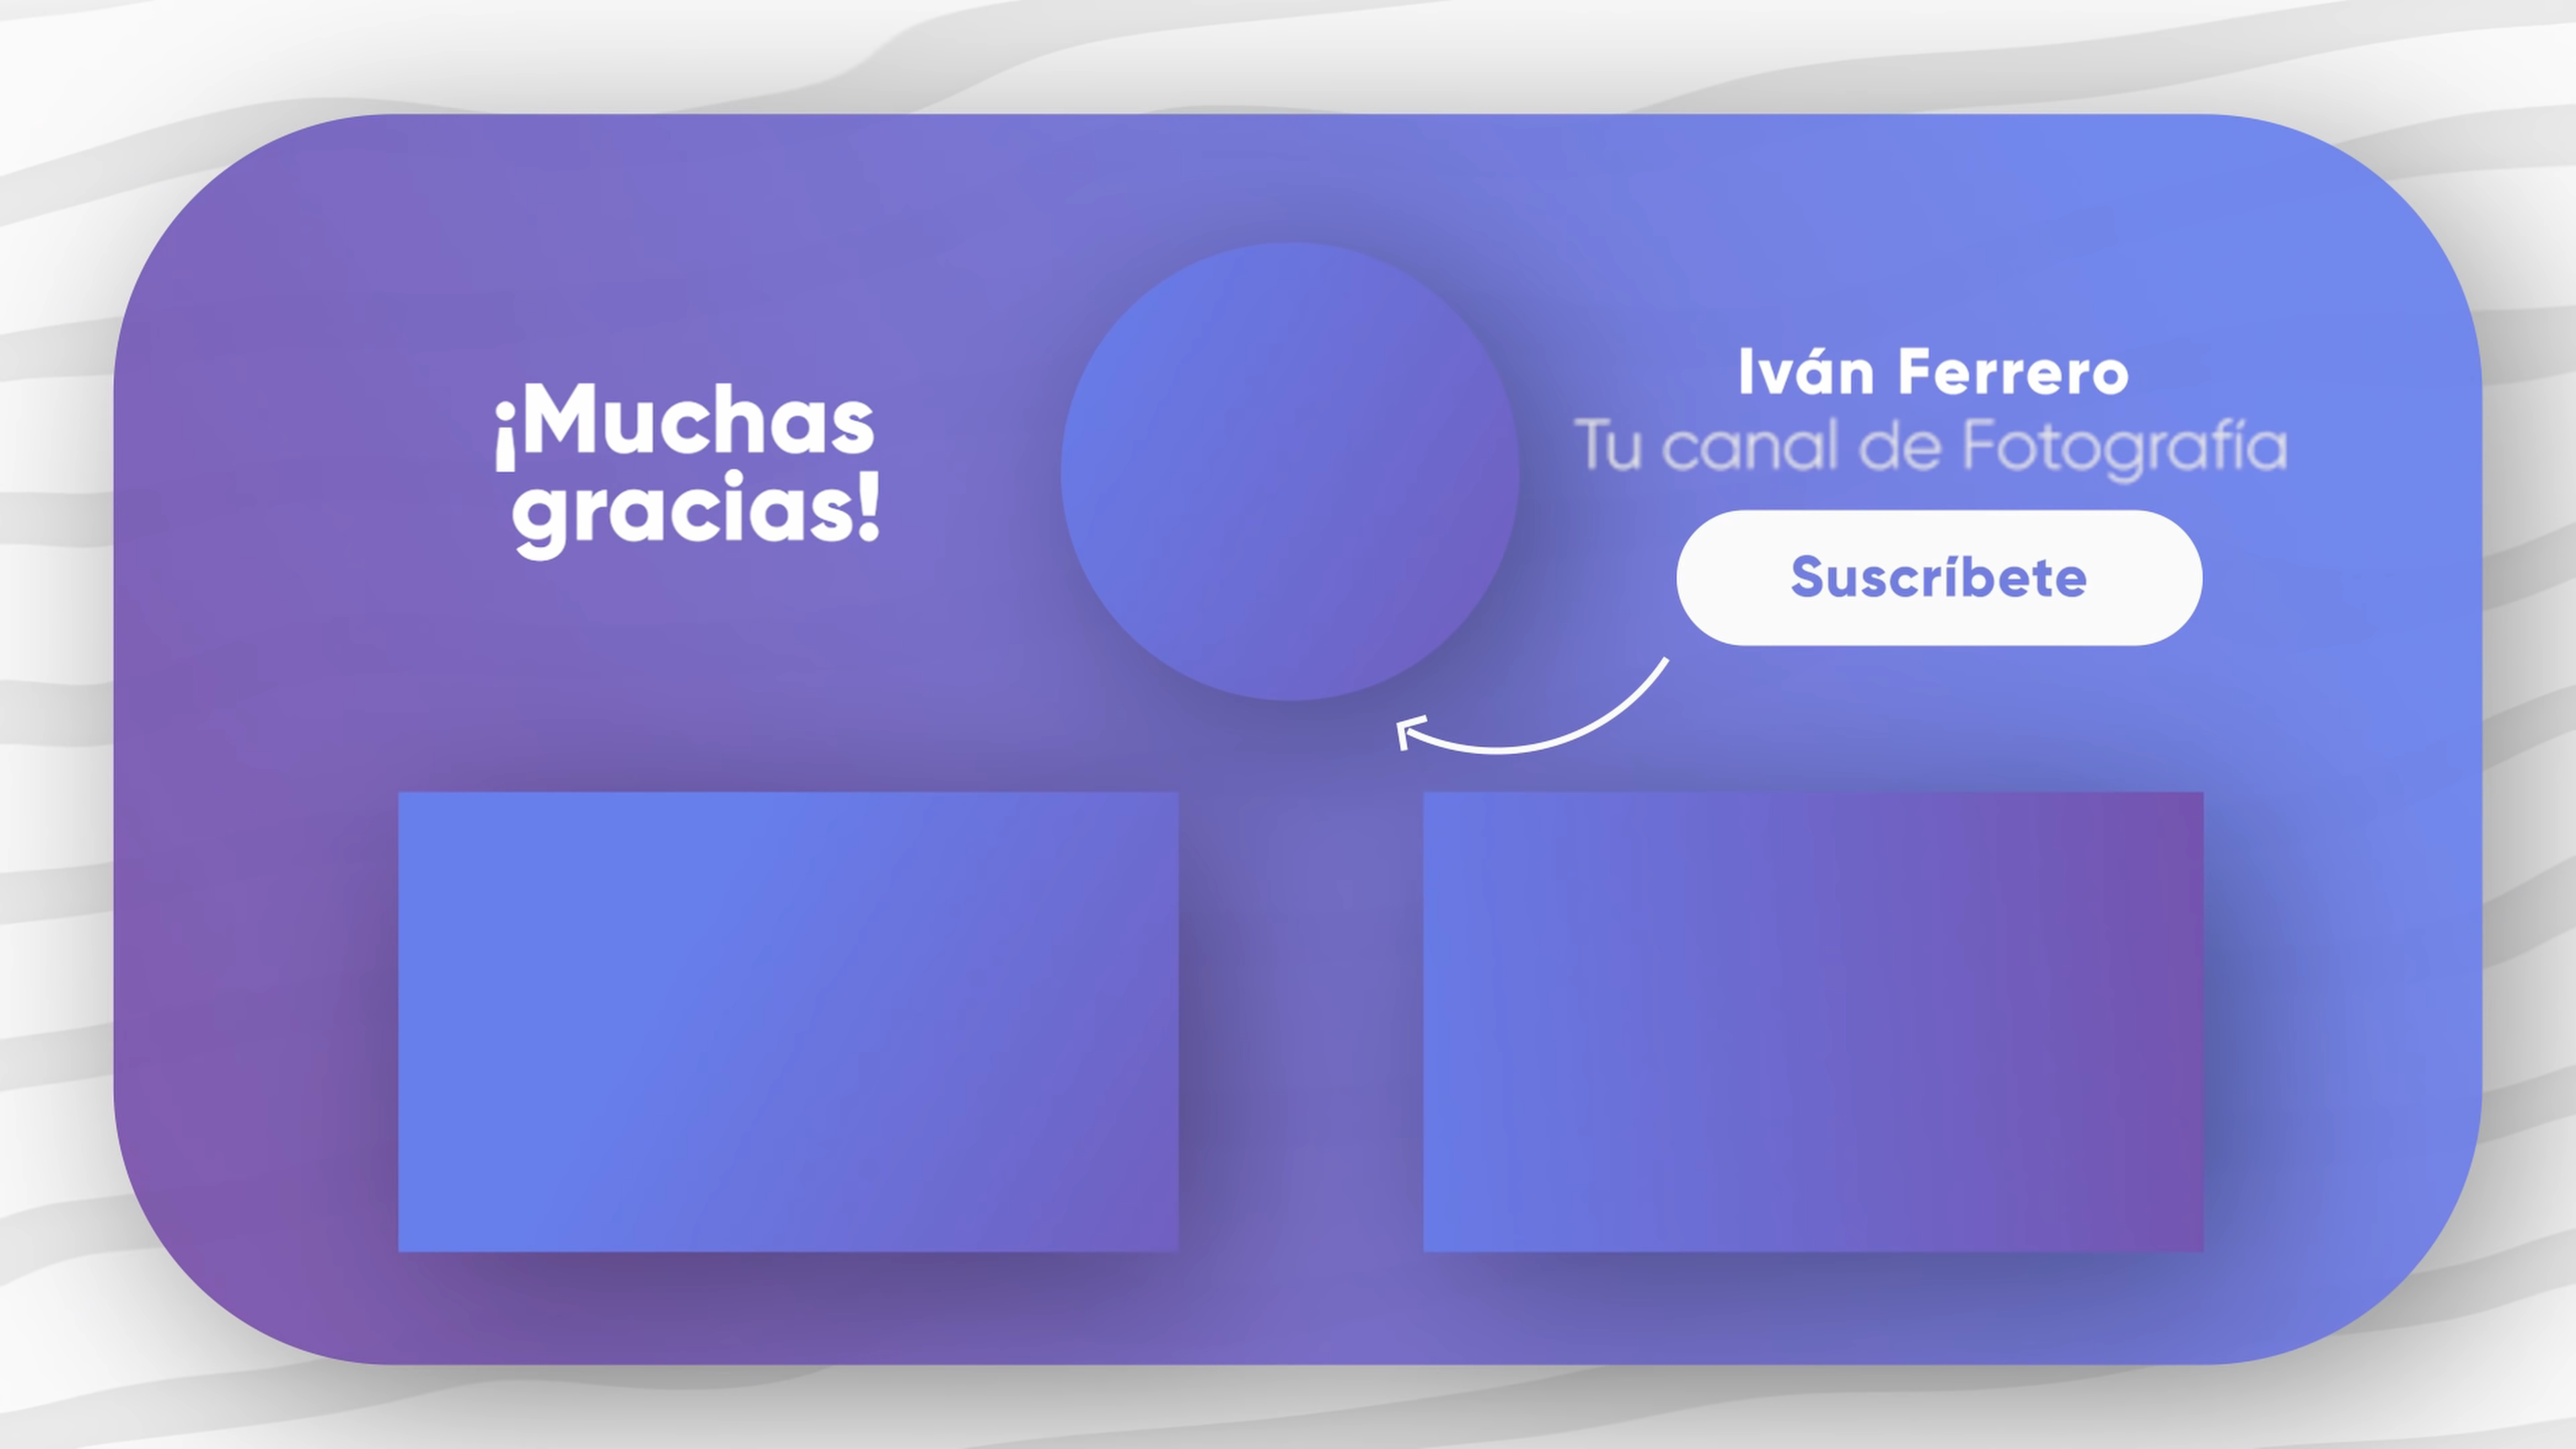 ¡Muchas
gracias!
Iván Ferrero
Tu canal de Fotografía
Suscríbete